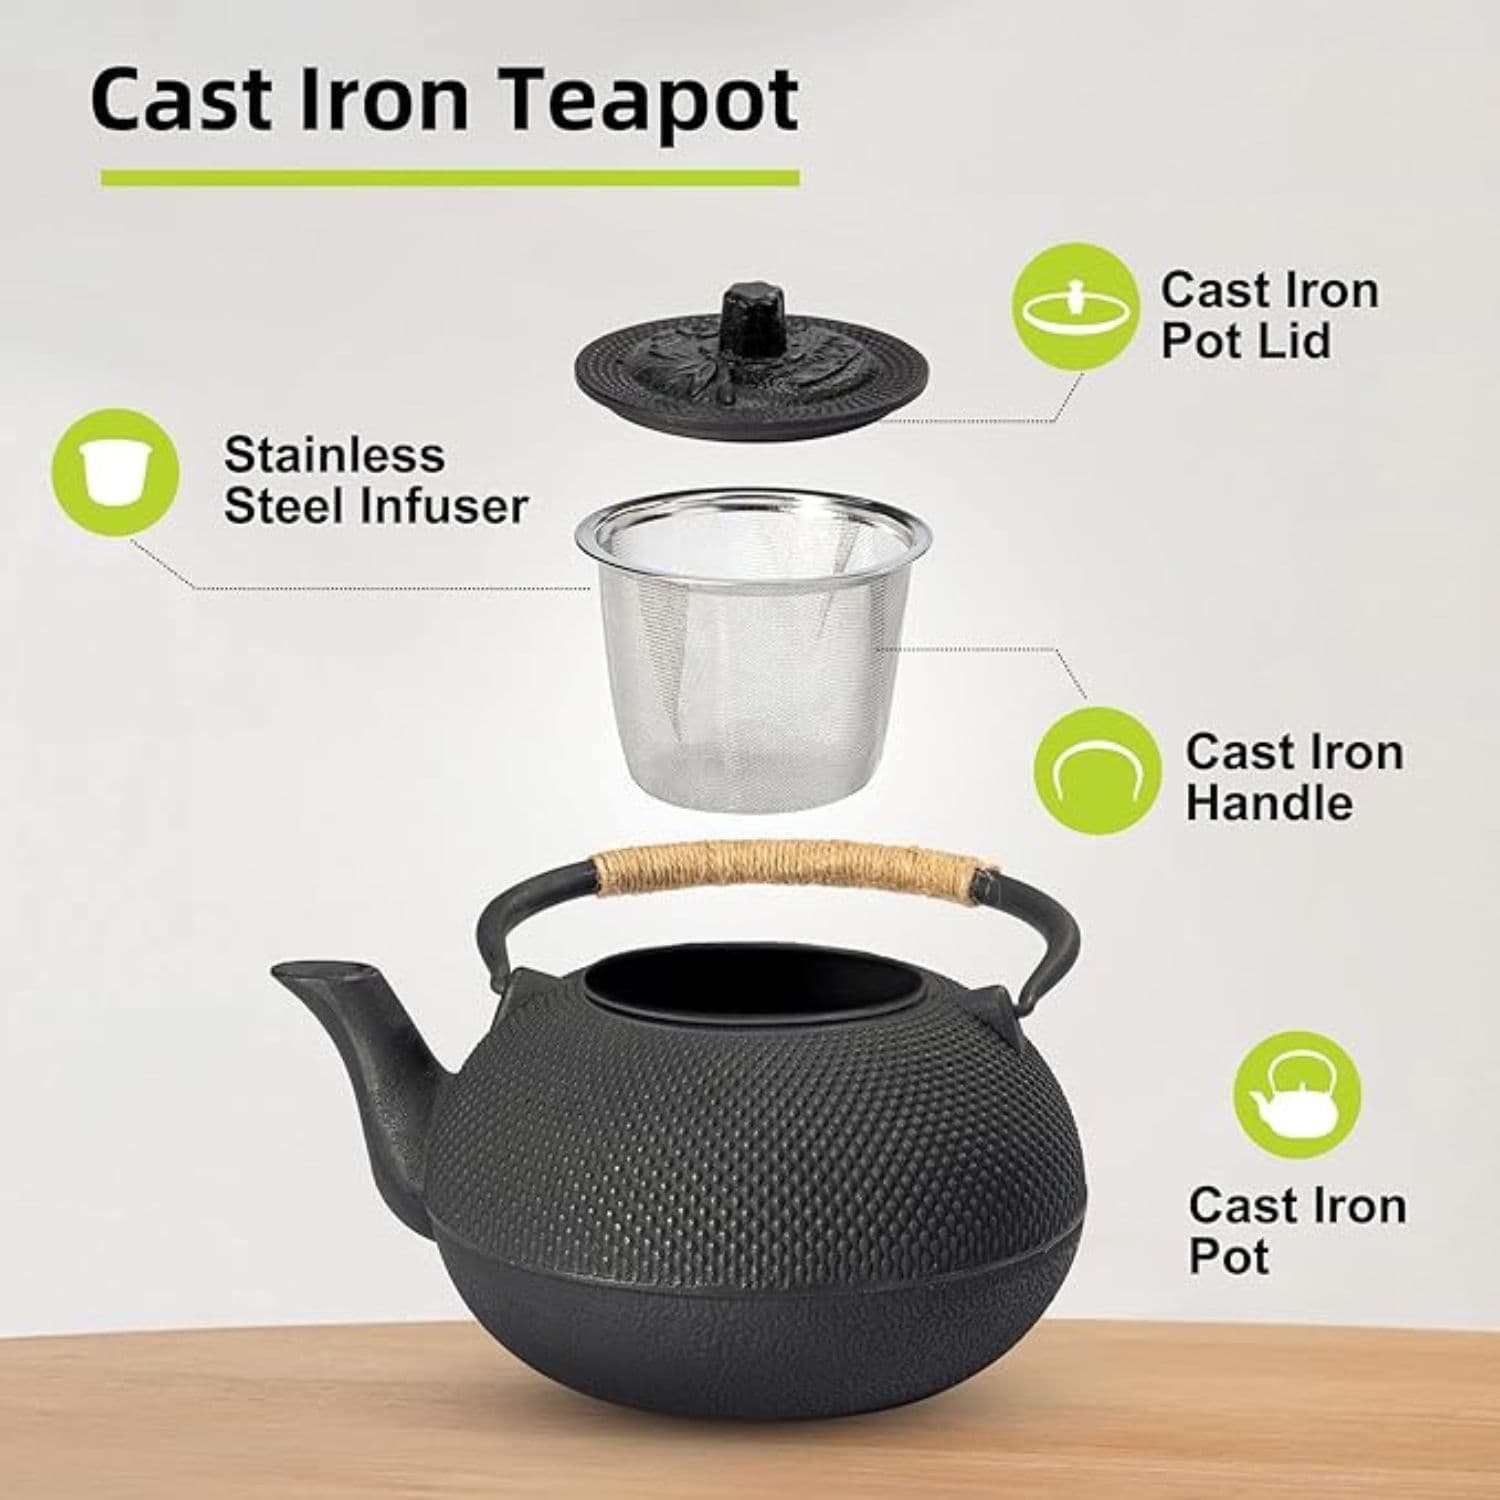 Cast Iron Teapot
Cast Iron
Pot Lid
Stainless
Steel Infuser
Cast Iron
Handle
Cast Iron
Pot